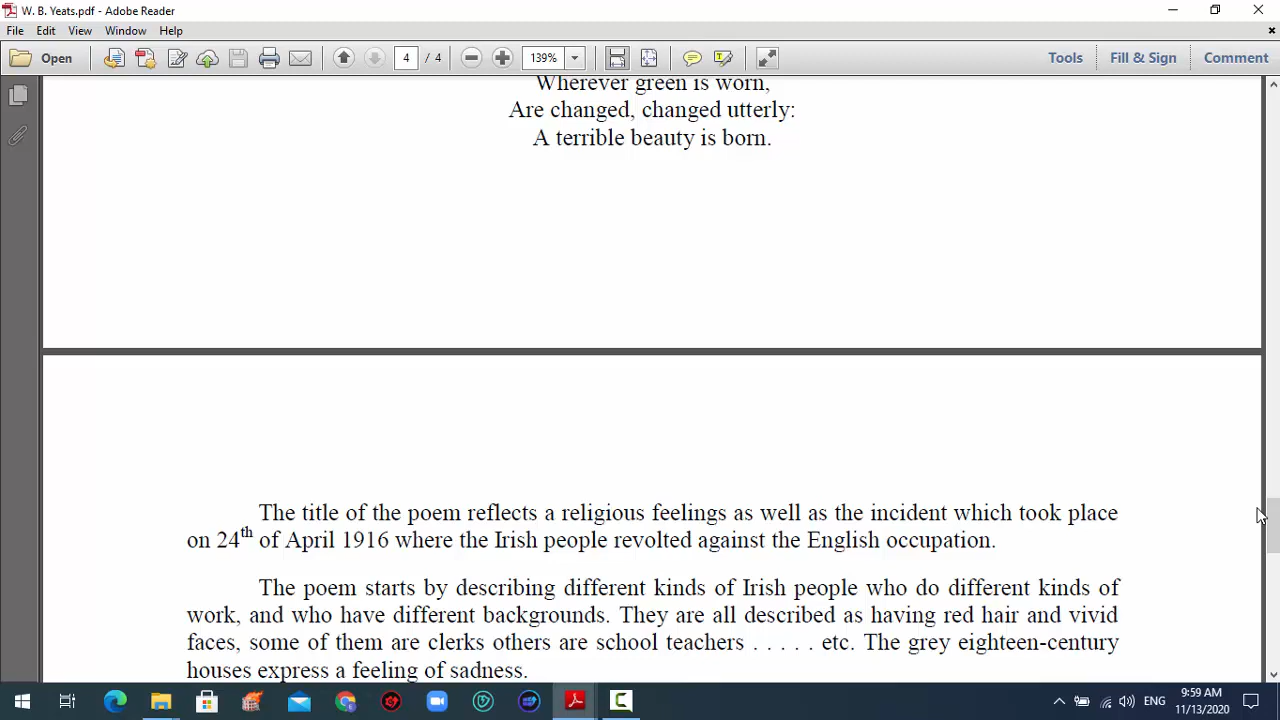 W. B. Yeats.pdf - Adobe Reader
File Edit View Window Help
Open 4 / 4 139% Tools Fill & Sign Comment
Wherever green is worn,
Are changed, changed utterly:
A terrible beauty is born.
The title of the poem reflects a religious feelings as well as the incident which took place
on 24th of April 1916 where the Irish people revolted against the English occupation.
The poem starts by describing different kinds of Irish people who do different kinds of
work, and who have different backgrounds. They are all described as having red hair and vivid
faces, some of them are clerks others are school teachers . . . . . etc. The grey eighteen-century
houses express a feeling of sadness.
ENG 9:59 AM
11/13/2020